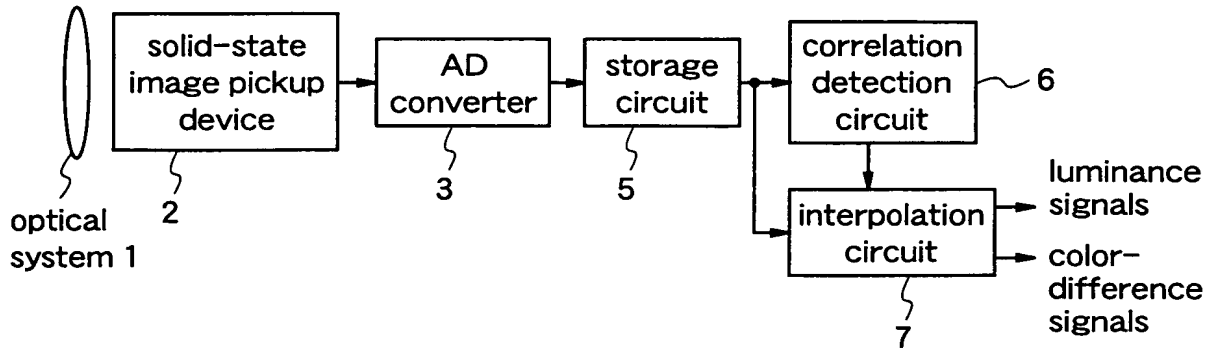 solid-state
image pickup
device
AD
converter
storage
circuit
correlation
detection
circuit
6
2
3
5
optical
system 1
interpolation
circuit
luminance
signals
color-
difference
signals
7